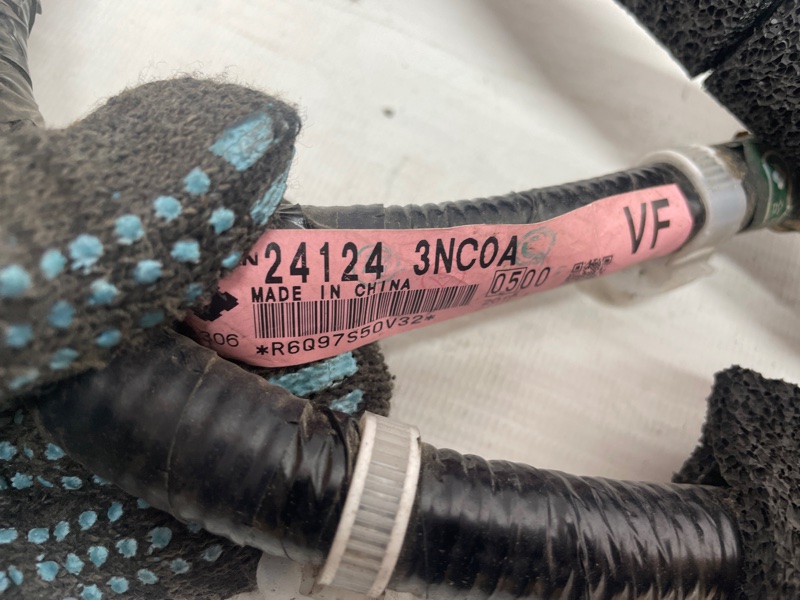 N 24124 3NC0A VF
MADE IN CHINA 0500
306 *R6Q97S50V32*